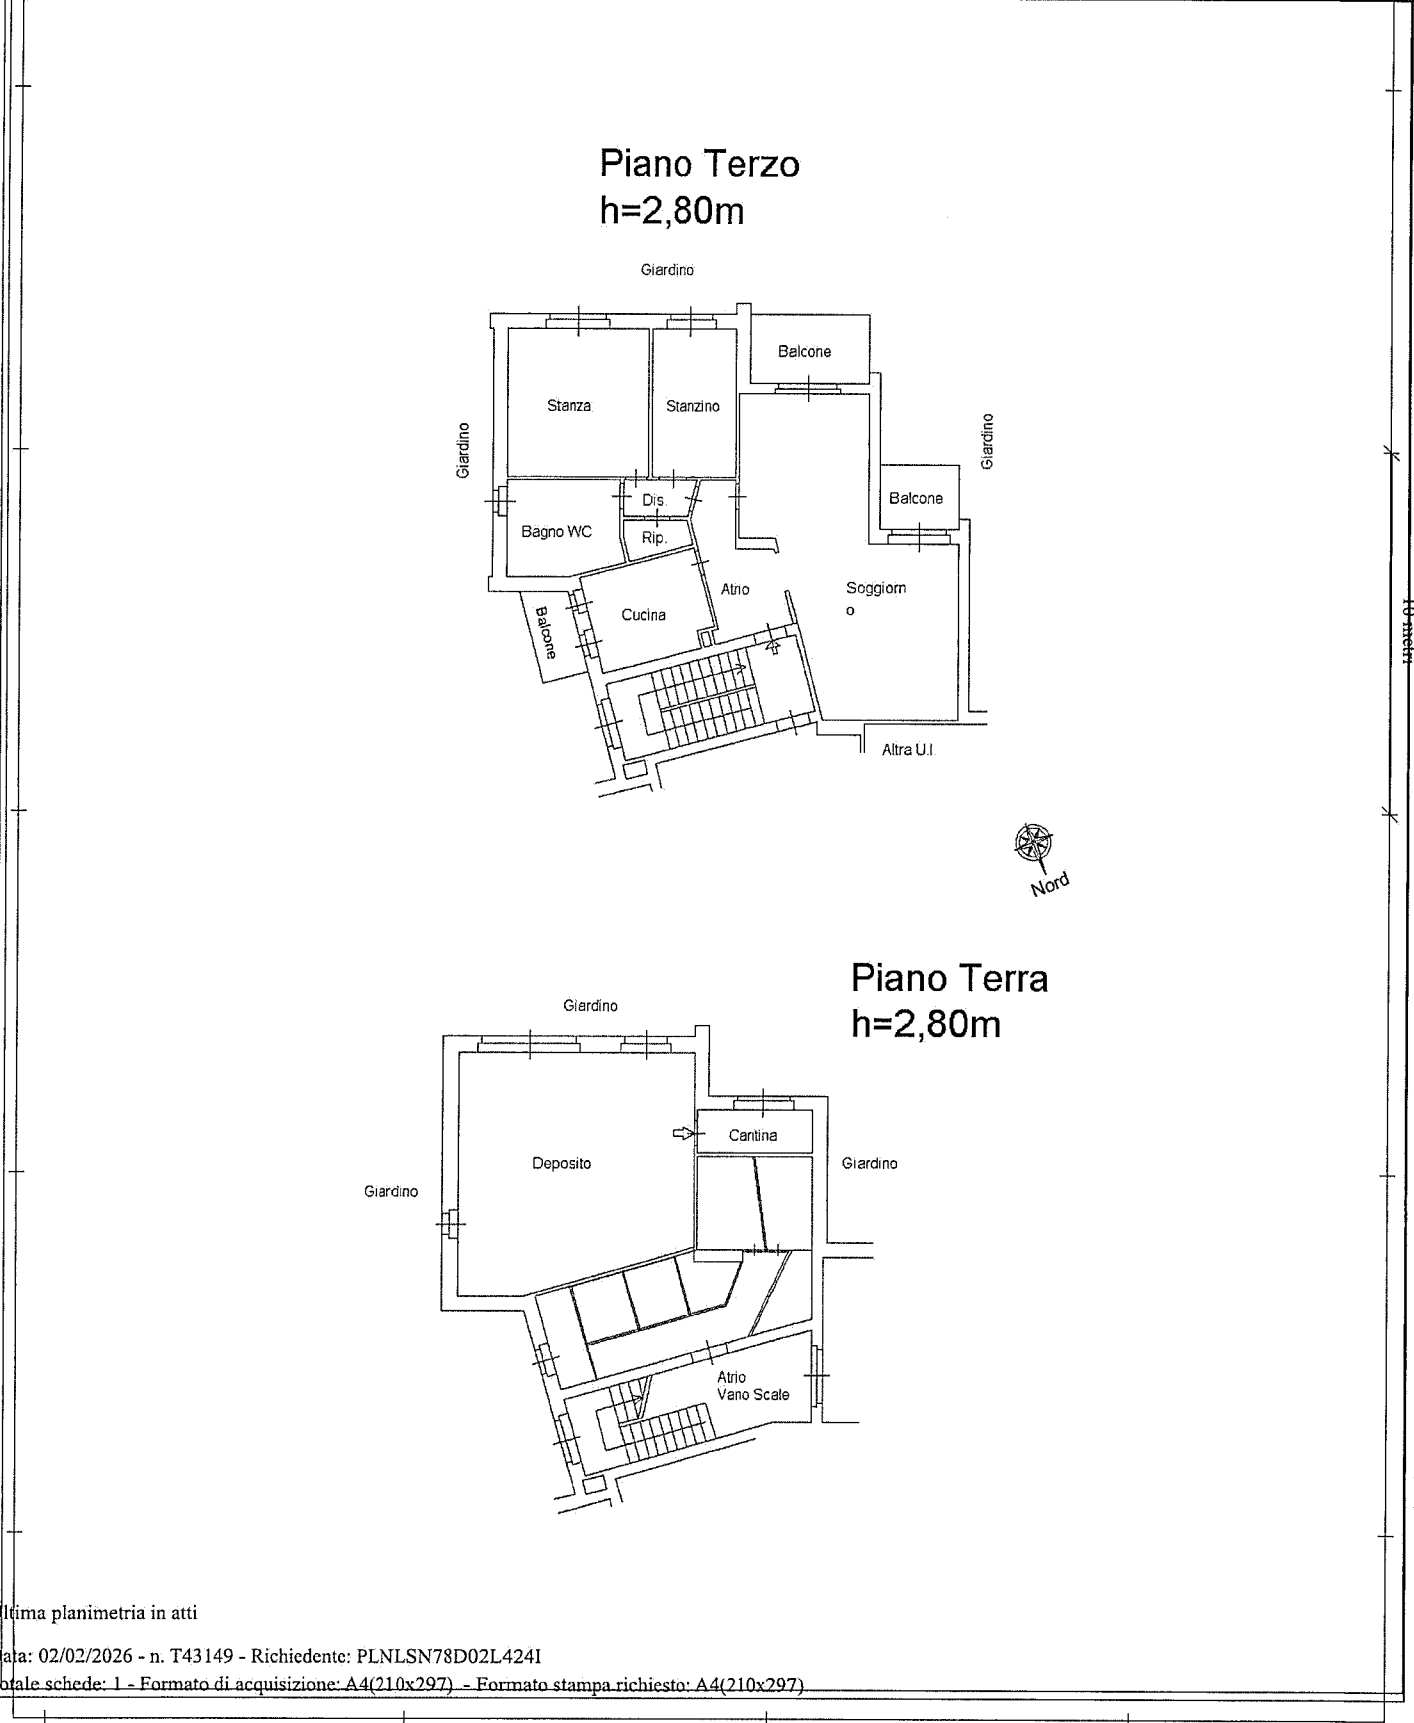 Piano Terzo
h=2,80m
Giardino
Balcone
Stanza
Stanzino
Giardino
Giardino
Balcone
Dis.
Bagno WC
Rip.
Atrio
Soggiorn
o
Cucina
Balcone
10 metri
Altra U.I.
Nord
Piano Terra
h=2,80m
Giardino
Cantina
Deposito
Giardino
Giardino
Atrio
Vano Scale
ltima planimetria in atti
ata: 02/02/2026 - n. T43149 - Richiedente: PLNLSN78D02L424I
otale schede: 1 - Formato di acquisizione: A4(210x297) - Formato stampa richiesto: A4(210x297)